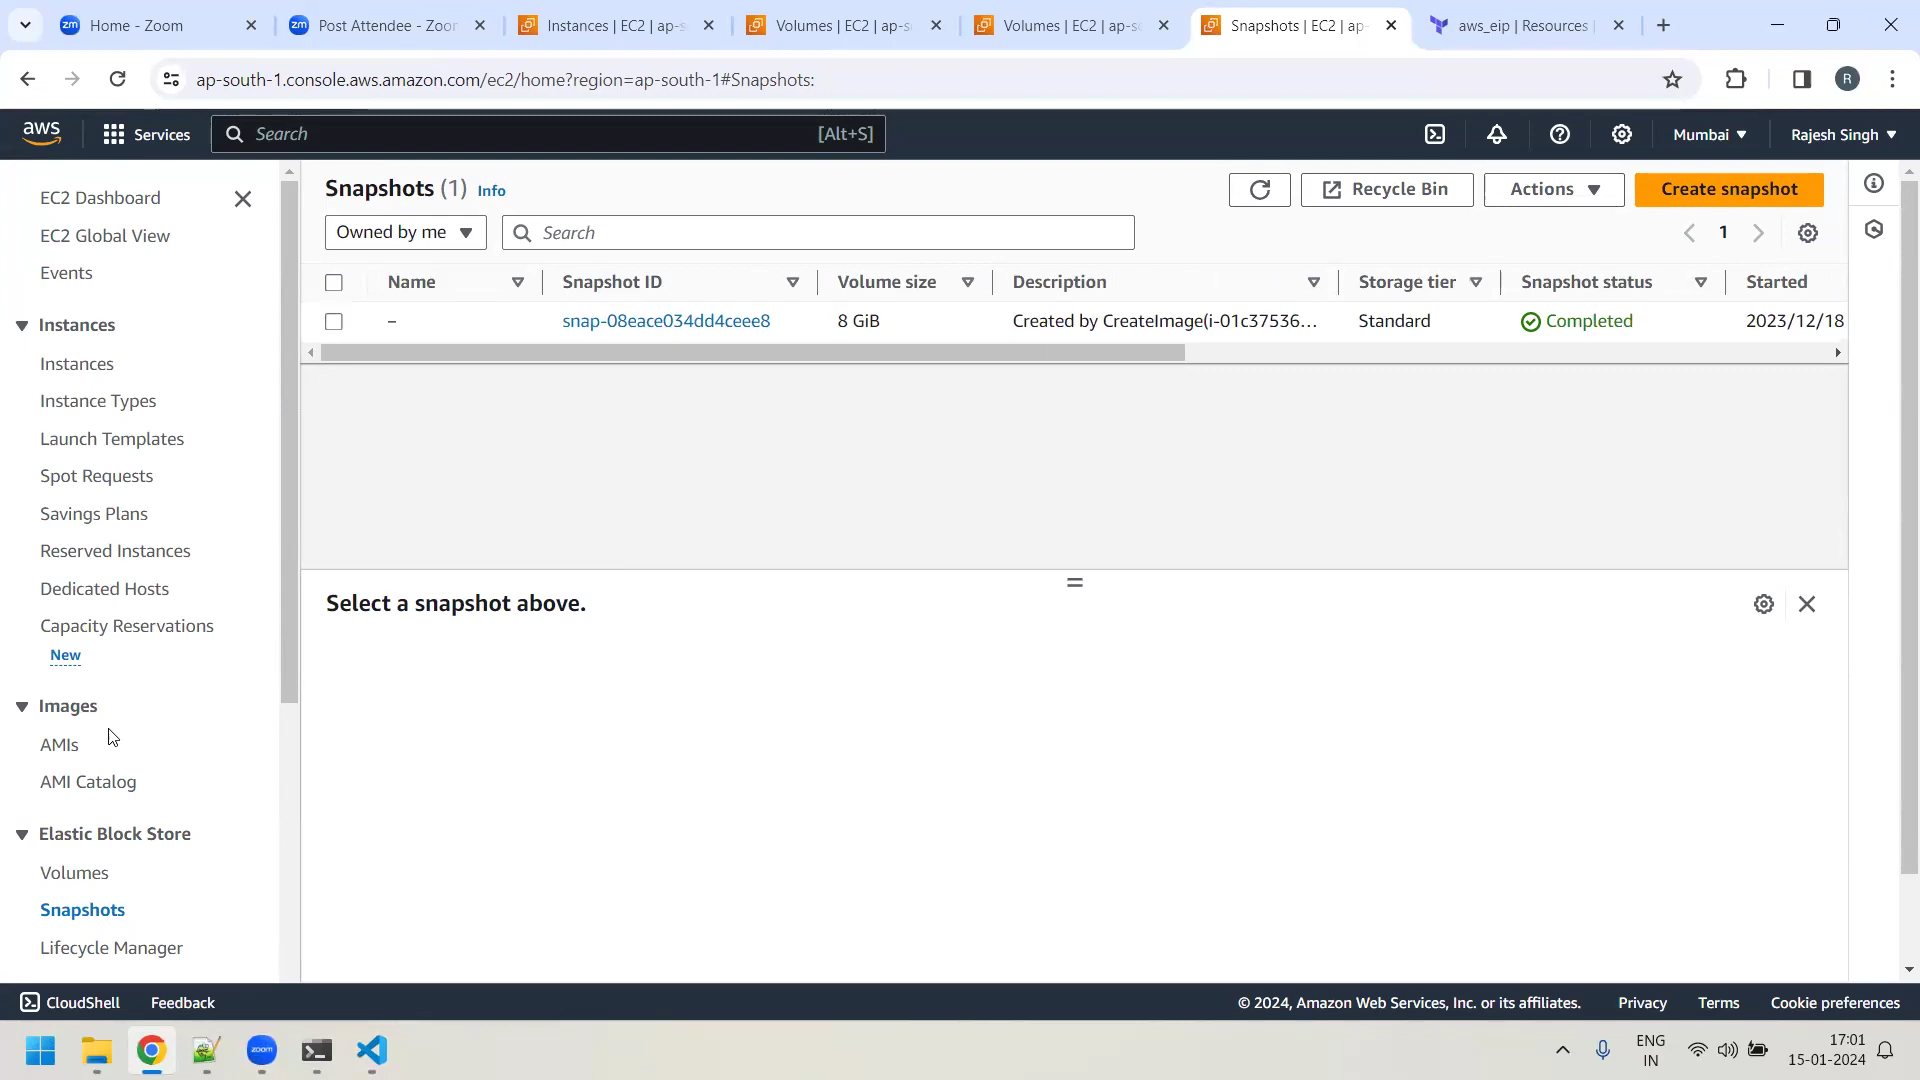 Home - Zoom
Post Attendee - Zoo
Instances | EC2 | ap-s
Volumes | EC2 | ap-s
Volumes | EC2 | ap-s
Snapshots | EC2 | ap-
aws_eip | Resources
ap-south-1.console.aws.amazon.com/ec2/home?region=ap-south-1#Snapshots:
R
aws
Services
Search
[Alt+S]
Mumbai
Rajesh Singh
EC2 Dashboard
EC2 Global View
Events
Instances
Instances
Instance Types
Launch Templates
Spot Requests
Savings Plans
Reserved Instances
Dedicated Hosts
Capacity Reservations
New
Images
AMIs
AMI Catalog
Elastic Block Store
Volumes
Snapshots
Lifecycle Manager
Snapshots (1) Info
Recycle Bin
Actions
Create snapshot
Owned by me
Search
1
Name Snapshot ID Volume size Description Storage tier Snapshot status Started
– snap-08eace034dd4ceee8 8 GiB Created by CreateImage(i-01c37536... Standard Completed 2023/12/18
Select a snapshot above.
CloudShell Feedback
© 2024, Amazon Web Services, Inc. or its affiliates. Privacy Terms Cookie preferences
zm
zm
zoom
ENG
IN
17:01
15-01-2024